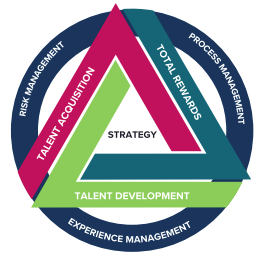 RISK MANAGEMENT
PROCESS MANAGEMENT
TALENT ACQUISITION
TOTAL REWARDS
STRATEGY
TALENT DEVELOPMENT
EXPERIENCE MANAGEMENT